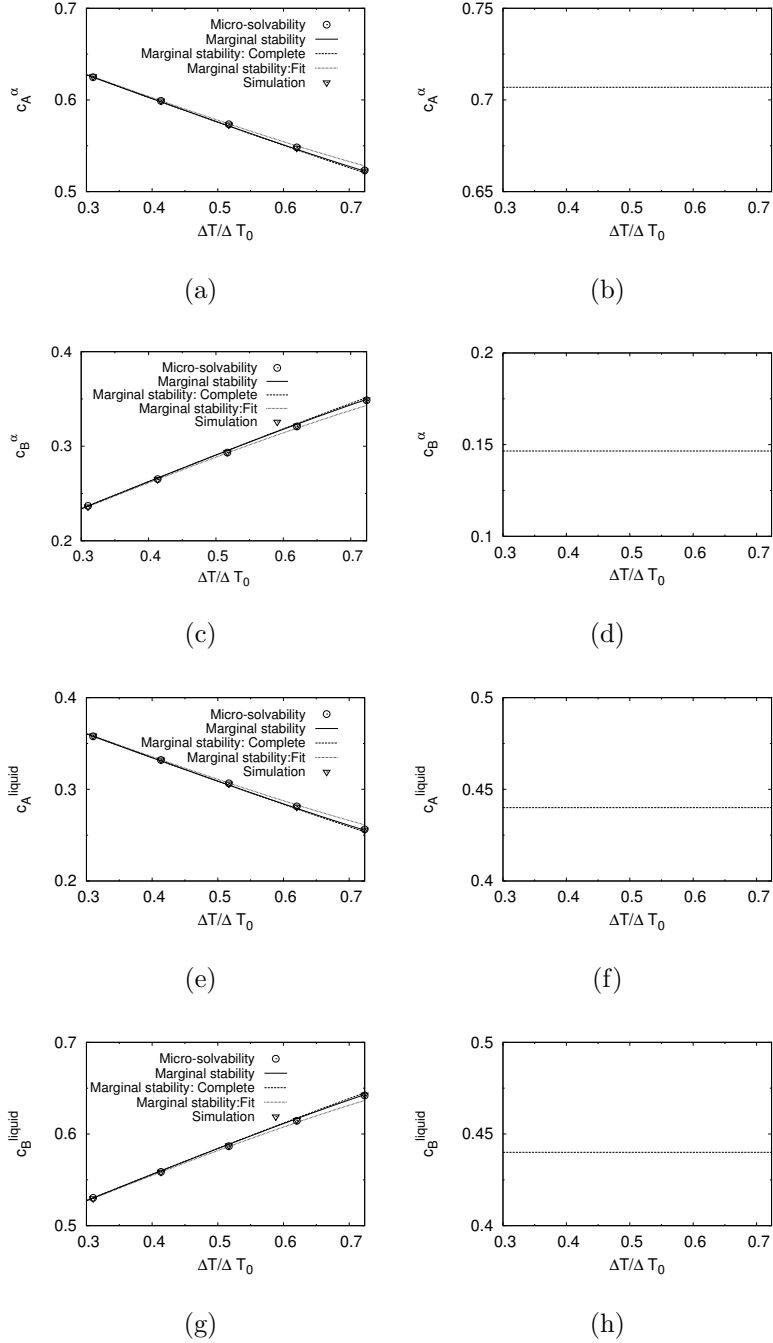 0.7
0.6
0.5
0.3 0.4 0.5 0.6 0.7
c_A^α
ΔT/Δ T_0
Micro-solvability
Marginal stability
Marginal stability: Complete
Marginal stability:Fit
Simulation
(a)
0.75
0.7
0.65
0.3 0.4 0.5 0.6 0.7
c_A^α
ΔT/Δ T_0
(b)
0.4
0.3
0.2
0.3 0.4 0.5 0.6 0.7
c_B^α
ΔT/Δ T_0
Micro-solvability
Marginal stability
Marginal stability: Complete
Marginal stability:Fit
Simulation
(c)
0.2
0.15
0.1
0.3 0.4 0.5 0.6 0.7
c_B^α
ΔT/Δ T_0
(d)
0.4
0.3
0.2
0.3 0.4 0.5 0.6 0.7
c_A^liquid
ΔT/Δ T_0
Micro-solvability
Marginal stability
Marginal stability: Complete
Marginal stability:Fit
Simulation
(e)
0.5
0.45
0.4
0.3 0.4 0.5 0.6 0.7
c_A^liquid
ΔT/Δ T_0
(f)
0.7
0.6
0.5
0.3 0.4 0.5 0.6 0.7
c_B^liquid
ΔT/Δ T_0
Micro-solvability
Marginal stability
Marginal stability: Complete
Marginal stability:Fit
Simulation
(g)
0.5
0.45
0.4
0.3 0.4 0.5 0.6 0.7
c_B^liquid
ΔT/Δ T_0
(h)